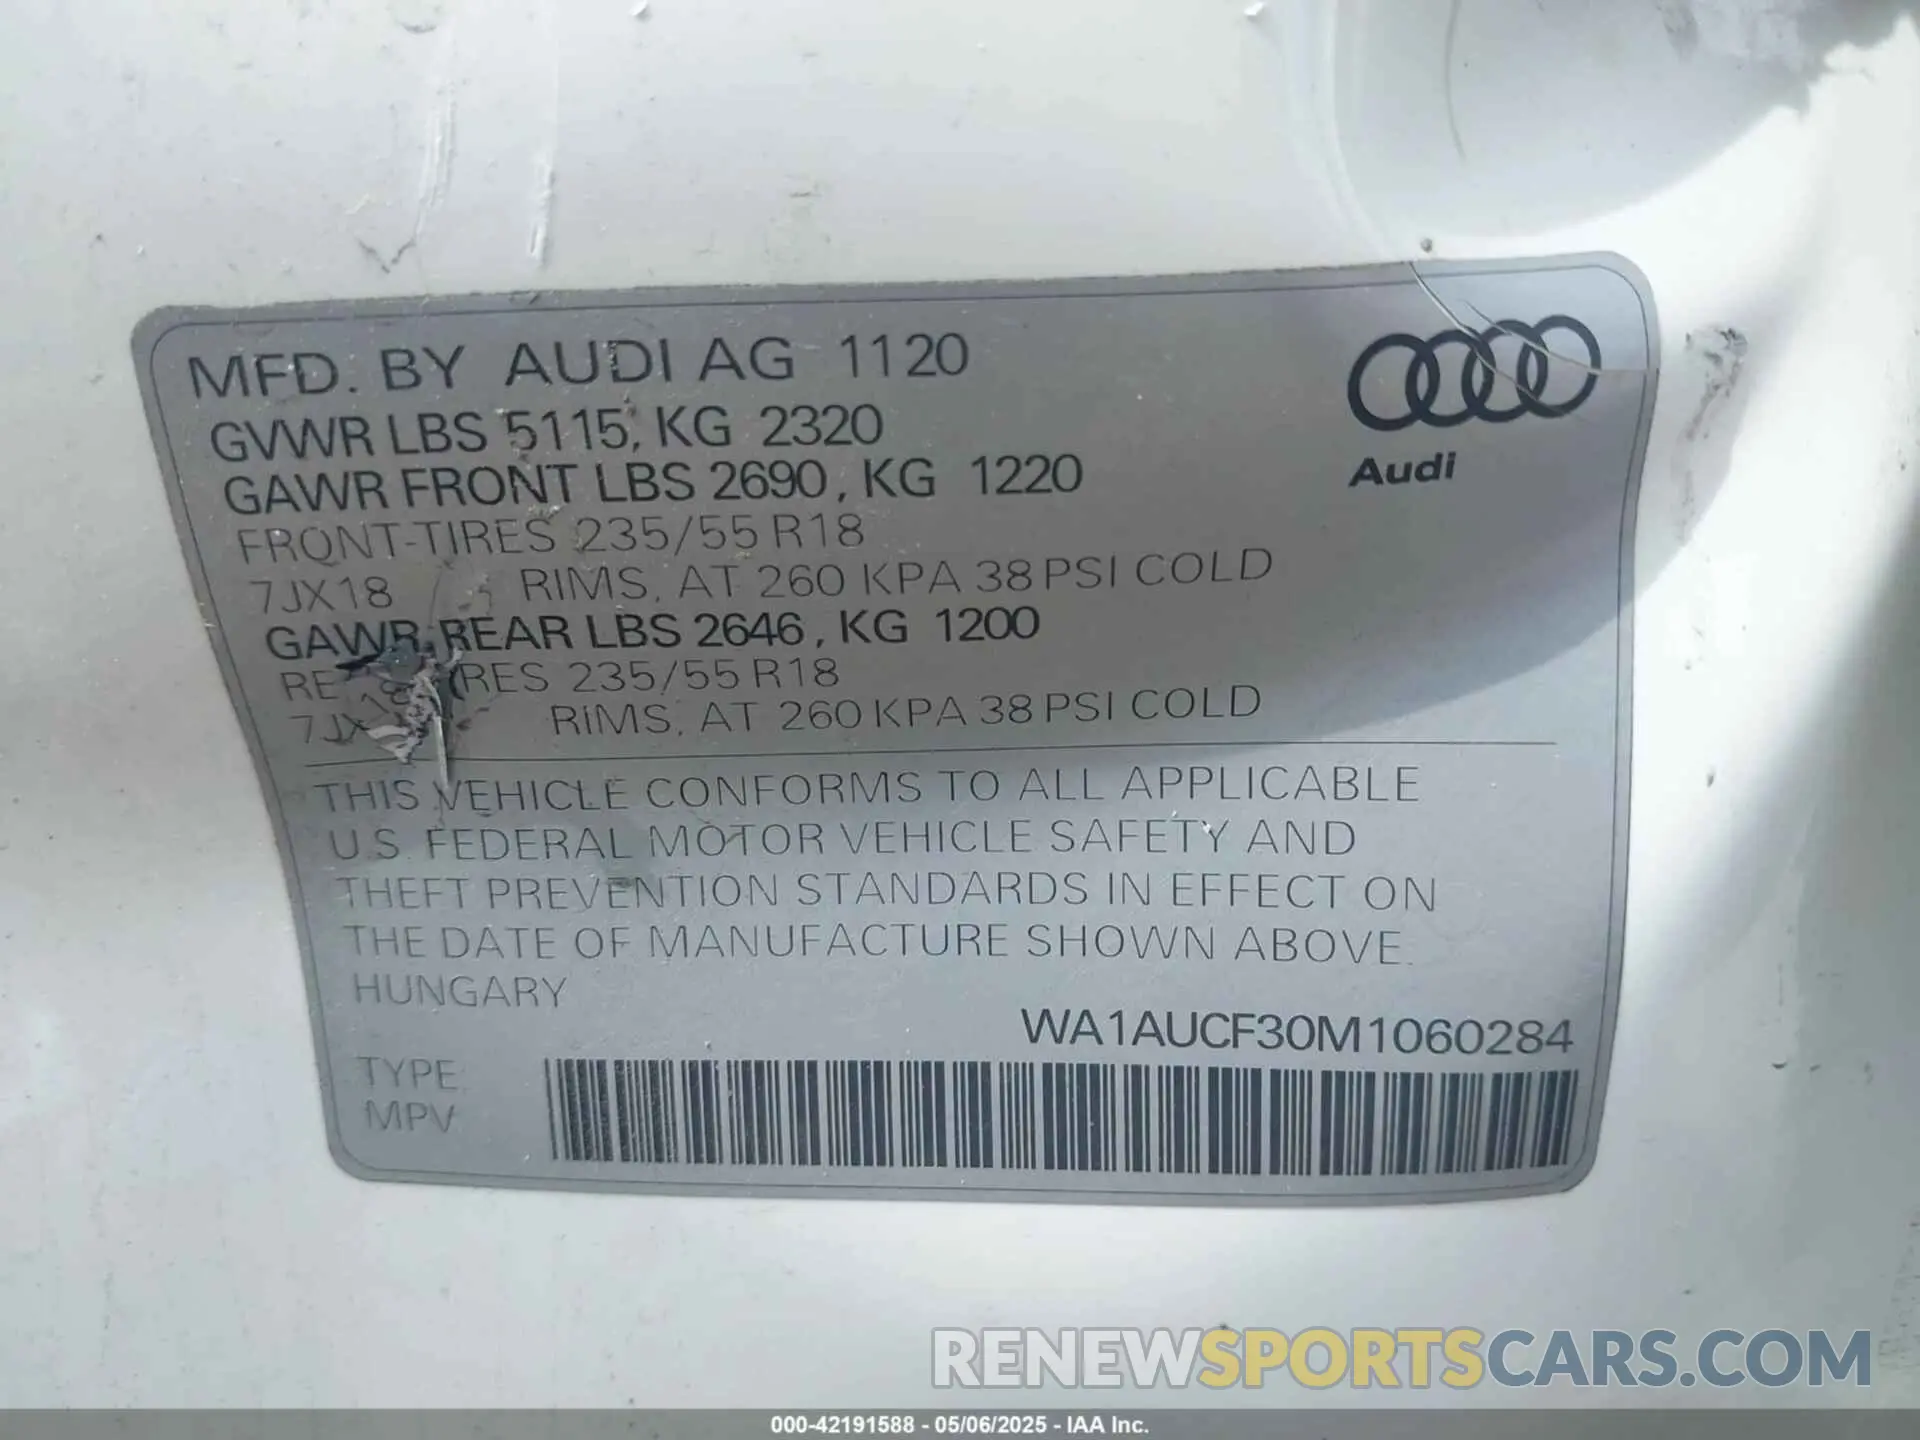 MFD. BY AUDI AG 1120
GVWR LBS 5115, KG 2320
GAWR FRONT LBS 2690, KG 1220
FRONT-TIRES 235/55 R18
7JX18 RIMS, AT 260 KPA 38 PSI COLD
GAWR REAR LBS 2646, KG 1200
235/55 R18
RIMS, AT 260 KPA 38 PSI COLD
Audi
THIS VEHICLE CONFORMS TO ALL APPLICABLE
U.S. FEDERAL MOTOR VEHICLE SAFETY AND
THEFT PREVENTION STANDARDS IN EFFECT ON
THE DATE OF MANUFACTURE SHOWN ABOVE.
HUNGARY
WA1AUCF30M1060284
TYPE:
MPV
RENEWSPORTSCARS.COM
000-42191588 - 05/06/2025 - IAA Inc.